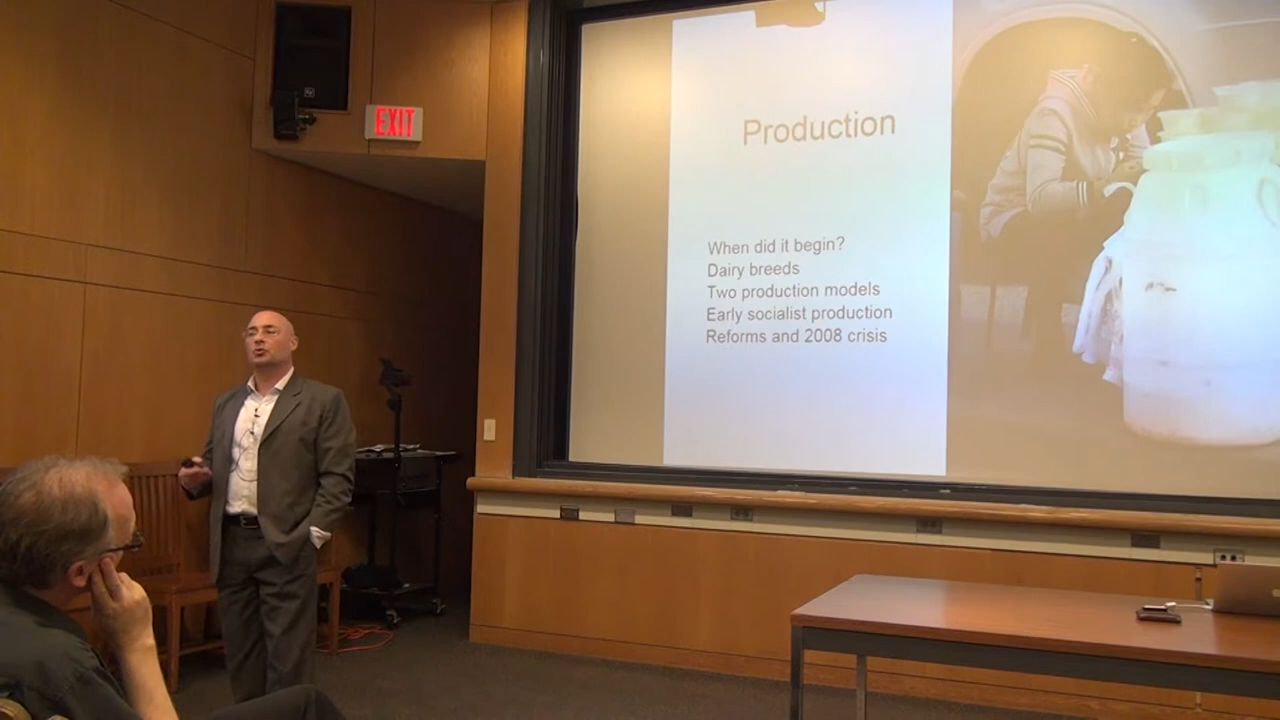 EXIT
Production
When did it begin?
Dairy breeds
Two production models
Early socialist production
Reforms and 2008 crisis